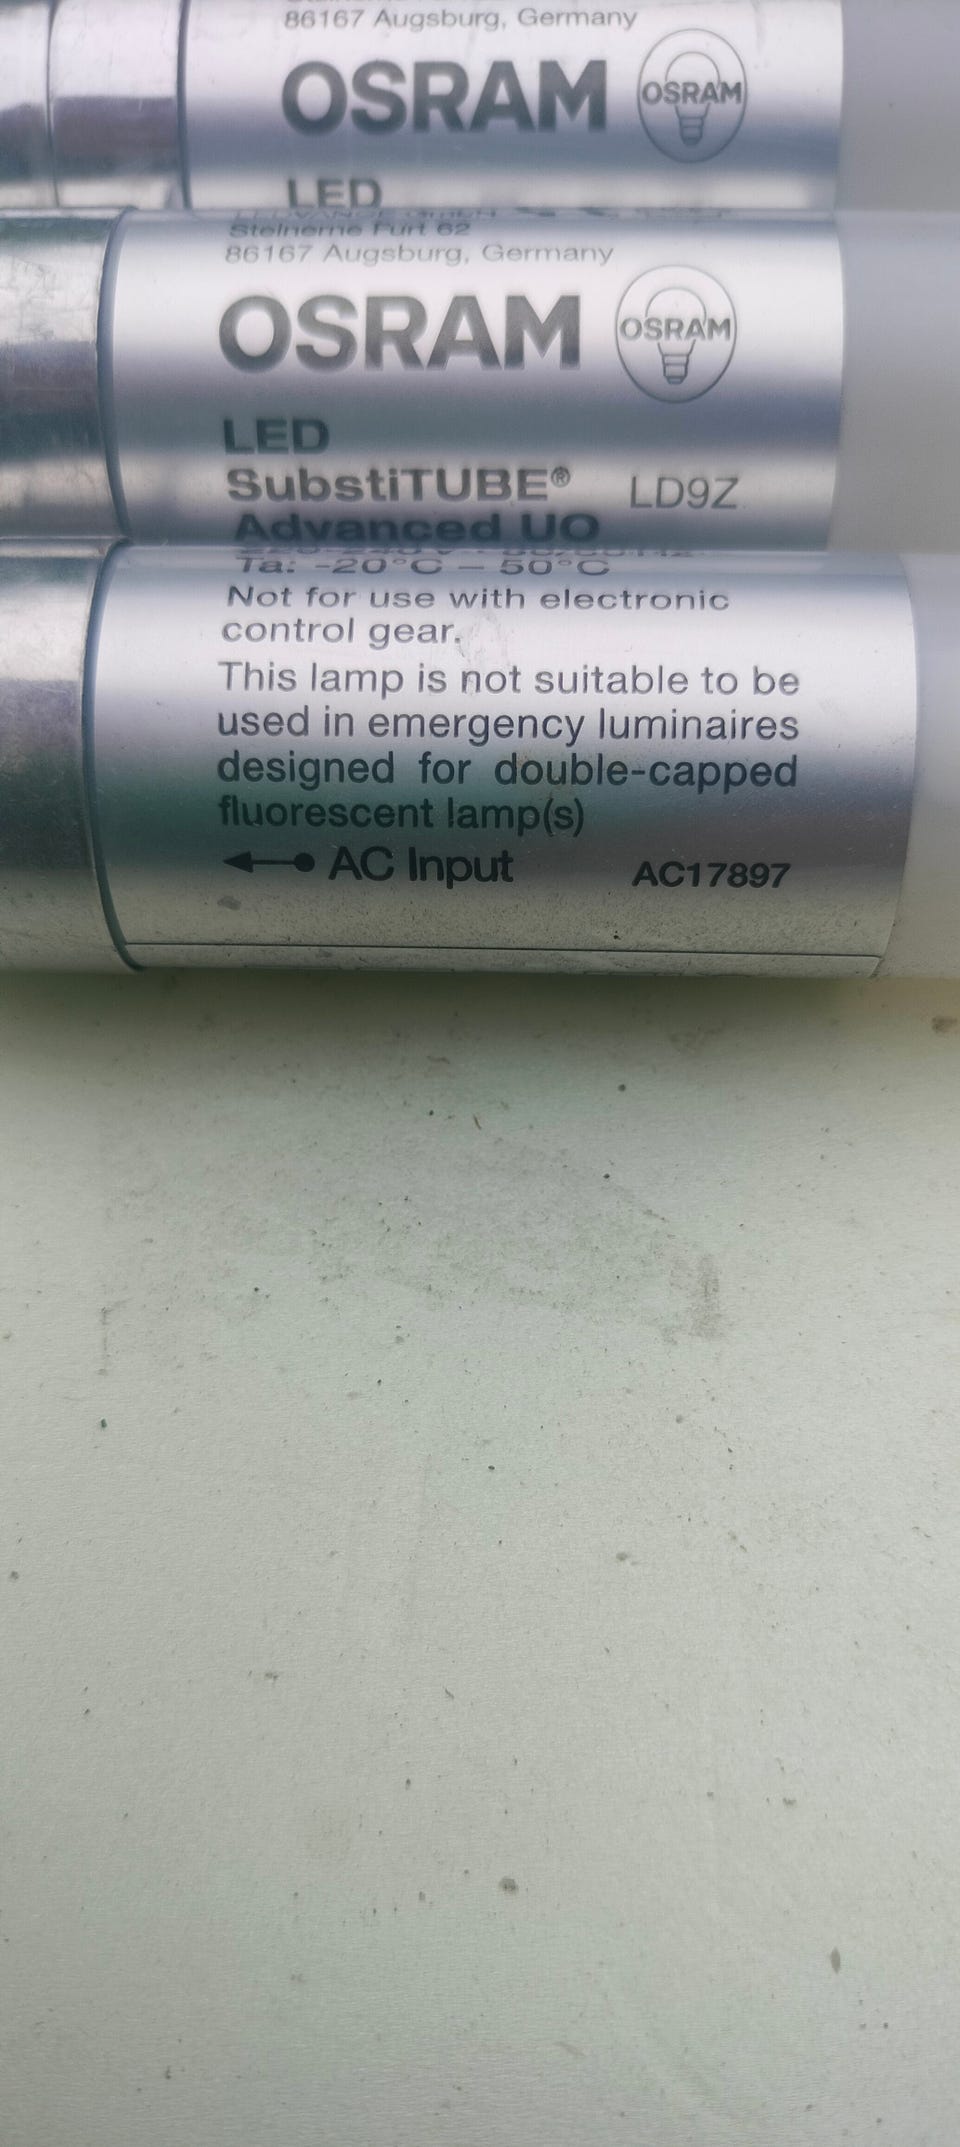 86167 Augsburg, Germany
OSRAM OSRAM
LED
Steinerne Furt 62
86167 Augsburg, Germany
OSRAM OSRAM
LED
SubstiTUBE® LD9Z
Advanced UO
Ta: -20°C – 50°C
Not for use with electronic
control gear.
This lamp is not suitable to be
used in emergency luminaires
designed for double-capped
fluorescent lamp(s)
AC Input AC17897